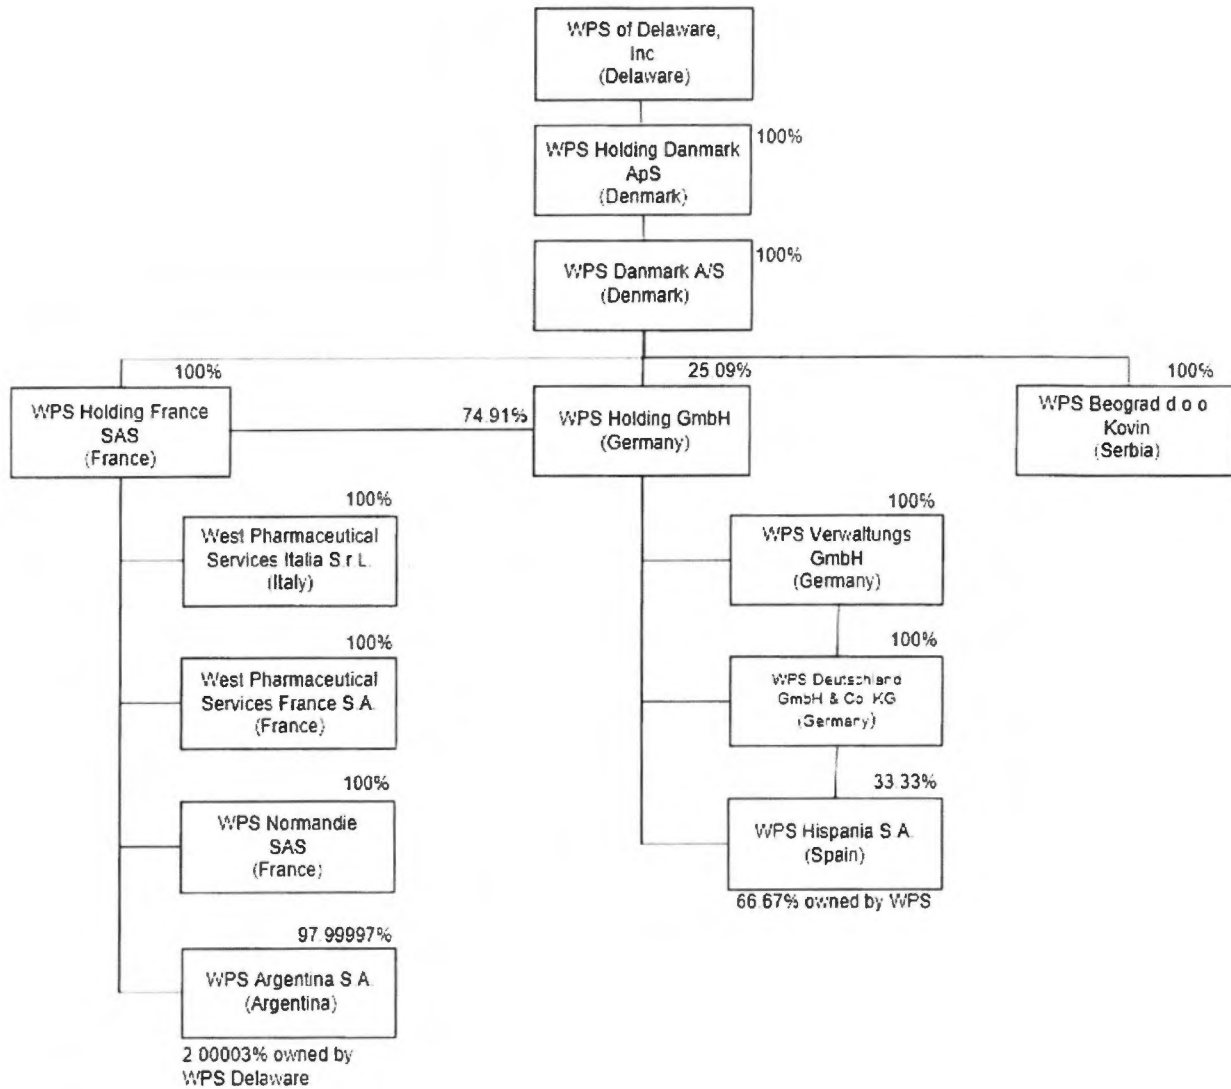 WPS of Delaware,
Inc
(Delaware)
100%
WPS Holding Danmark
ApS
(Denmark)
100%
WPS Danmark A/S
(Denmark)
100%
25.09%
100%
WPS Holding France
SAS
(France)
74.91%
WPS Holding GmbH
(Germany)
WPS Beograd d o o
Kovin
(Serbia)
100%
West Pharmaceutical
Services Italia S.r.L.
(Italy)
100%
West Pharmaceutical
Services France S.A.
(France)
100%
WPS Normandie
SAS
(France)
97.99997%
WPS Argentina S.A.
(Argentina)
2.00003% owned by
WPS Delaware
100%
WPS Verwaltungs
GmbH
(Germany)
100%
WPS Deutschland
GmbH & Co. KG
(Germany)
33.33%
WPS Hispania S.A.
(Spain)
66.67% owned by WPS